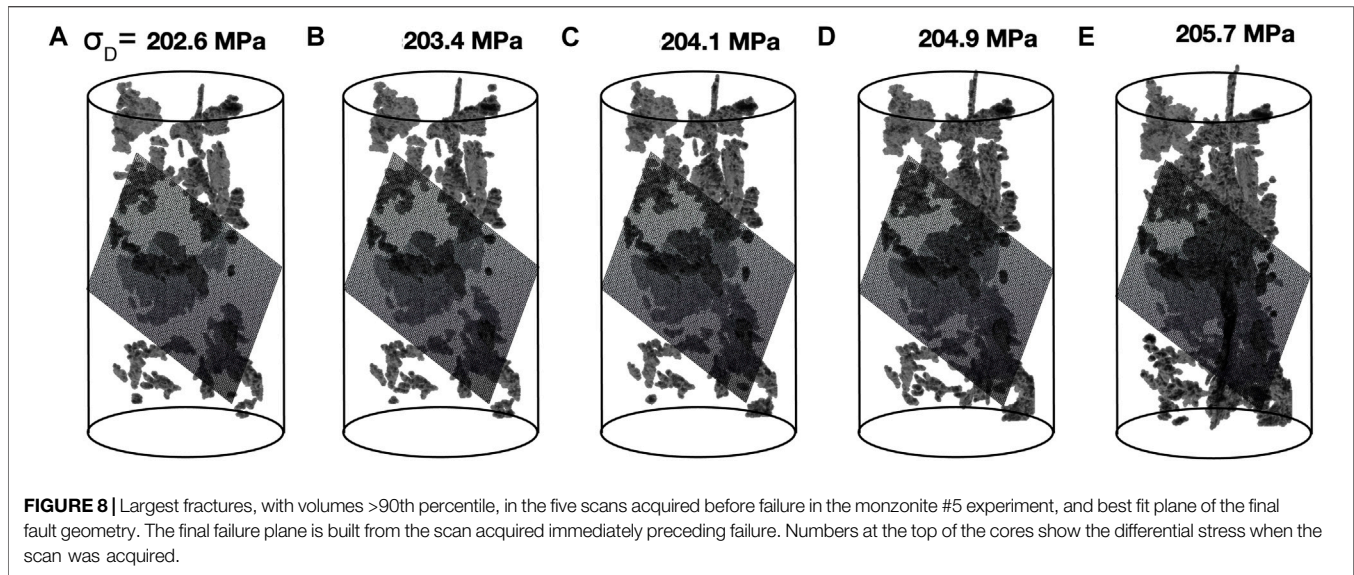 A σD= 202.6 MPa B 203.4 MPa C 204.1 MPa D 204.9 MPa E 205.7 MPa
FIGURE 8 | Largest fractures, with volumes >90th percentile, in the five scans acquired before failure in the monzonite #5 experiment, and best fit plane of the final
fault geometry. The final failure plane is built from the scan acquired immediately preceding failure. Numbers at the top of the cores show the differential stress when the
scan was acquired.